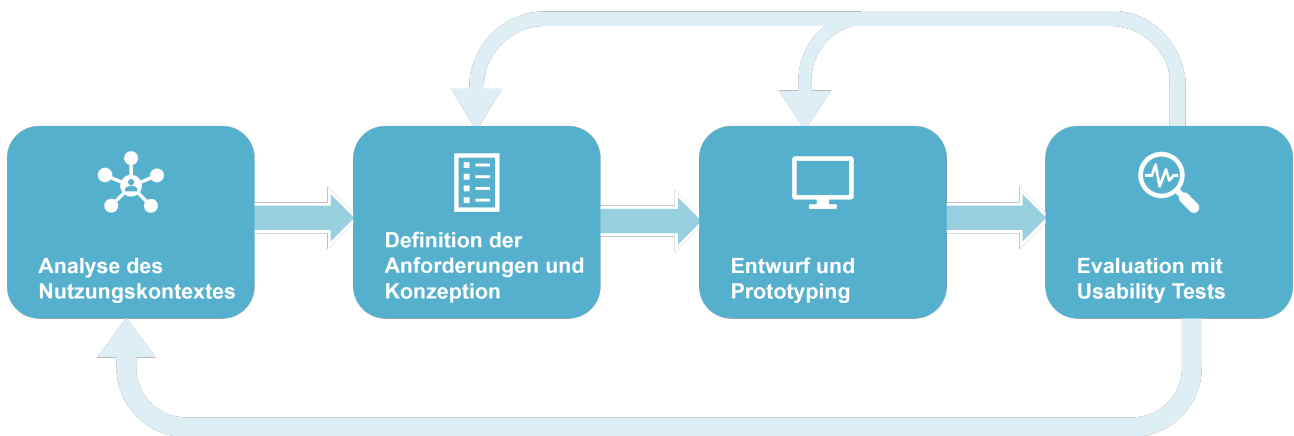 Analyse des
Nutzungskontextes
Definition der
Anforderungen und
Konzeption
Entwurf und
Prototyping
Evaluation mit
Usability Tests